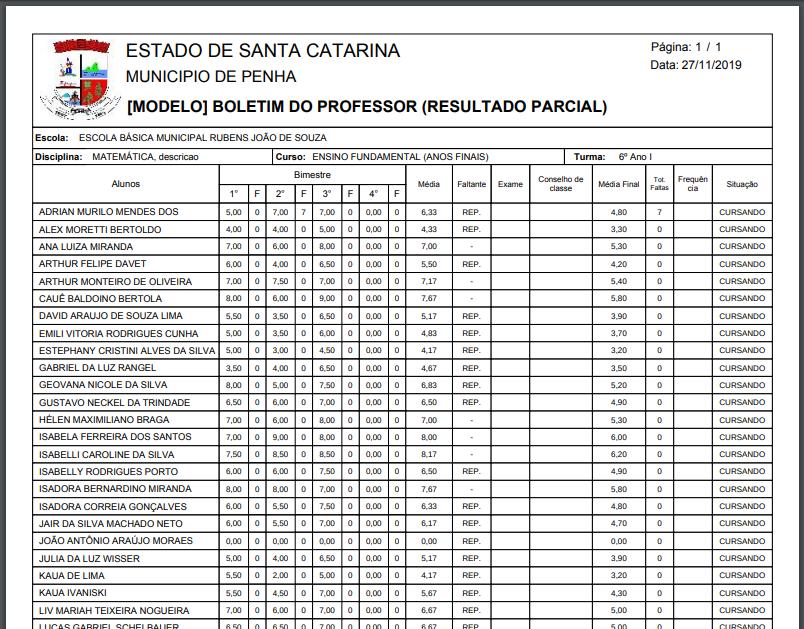 ESTADO DE SANTA CATARINA
MUNICIPIO DE PENHA
[MODELO] BOLETIM DO PROFESSOR (RESULTADO PARCIAL)
Página: 1 / 1
Data: 27/11/2019
Escola: ESCOLA BÁSICA MUNICIPAL RUBENS JOÃO DE SOUZA
Disciplina: MATEMÁTICA, descricao Curso: ENSINO FUNDAMENTAL (ANOS FINAIS) Turma: 6º Ano I
Alunos Bimestre Média Faltante Exame Conselho de classe Média Final Tot. Faltas Frequên cia Situação
1° F 2° F 3° F 4° F
ADRIAN MURILO MENDES DOS 5,00 0 7,00 7 7,00 0 0,00 0 6,33 REP. 4,80 7 CURSANDO
ALEX MORETTI BERTOLDO 4,00 0 4,00 0 5,00 0 0,00 0 4,33 REP. 3,30 0 CURSANDO
ANA LUIZA MIRANDA 7,00 0 6,00 0 8,00 0 0,00 0 7,00 - 5,30 0 CURSANDO
ARTHUR FELIPE DAVET 6,00 0 4,00 0 6,50 0 0,00 0 5,50 REP. 4,20 0 CURSANDO
ARTHUR MONTEIRO DE OLIVEIRA 7,00 0 7,50 0 7,00 0 0,00 0 7,17 - 5,40 0 CURSANDO
CAUÊ BALDOINO BERTOLA 8,00 0 6,00 0 9,00 0 0,00 0 7,67 - 5,80 0 CURSANDO
DAVID ARAUJO DE SOUZA LIMA 5,50 0 3,50 0 6,50 0 0,00 0 5,17 REP. 3,90 0 CURSANDO
EMILI VITORIA RODRIGUES CUNHA 5,00 0 3,50 0 6,00 0 0,00 0 4,83 REP. 3,70 0 CURSANDO
ESTEPHANY CRISTINI ALVES DA SILVA 5,00 0 3,00 0 4,50 0 0,00 0 4,17 REP. 3,20 0 CURSANDO
GABRIEL DA LUZ RANGEL 3,50 0 4,00 0 6,50 0 0,00 0 4,67 REP. 3,50 0 CURSANDO
GEOVANA NICOLE DA SILVA 8,00 0 5,00 0 7,50 0 0,00 0 6,83 REP. 5,20 0 CURSANDO
GUSTAVO NECKEL DA TRINDADE 6,50 0 6,00 0 7,00 0 0,00 0 6,50 REP. 4,90 0 CURSANDO
HÉLEN MAXIMILIANO BRAGA 7,00 0 6,00 0 8,00 0 0,00 0 7,00 - 5,30 0 CURSANDO
ISABELA FERREIRA DOS SANTOS 7,00 0 9,00 0 8,00 0 0,00 0 8,00 - 6,00 0 CURSANDO
ISABELLI CAROLINE DA SILVA 7,50 0 8,50 0 8,50 0 0,00 0 8,17 - 6,20 0 CURSANDO
ISABELLY RODRIGUES PORTO 6,00 0 6,00 0 7,50 0 0,00 0 6,50 REP. 4,90 0 CURSANDO
ISADORA BERNARDINO MIRANDA 8,00 0 8,00 0 7,00 0 0,00 0 7,67 - 5,80 0 CURSANDO
ISADORA CORREIA GONÇALVES 6,00 0 5,50 0 7,50 0 0,00 0 6,33 REP. 4,80 0 CURSANDO
JAIR DA SILVA MACHADO NETO 6,00 0 5,50 0 7,00 0 0,00 0 6,17 REP. 4,70 0 CURSANDO
JOÃO ANTÔNIO ARAÚJO MORAES 0,00 0 0,00 0 0,00 0 0,00 0 0,00 REP. 0,00 0 CURSANDO
JULIA DA LUZ WISSER 5,00 0 4,00 0 6,50 0 0,00 0 5,17 REP. 3,90 0 CURSANDO
KAUA DE LIMA 5,50 0 2,00 0 5,00 0 0,00 0 4,17 REP. 3,20 0 CURSANDO
KAUA IVANISKI 5,50 0 4,50 0 7,00 0 0,00 0 5,67 REP. 4,30 0 CURSANDO
LIV MARIAH TEIXEIRA NOGUEIRA 7,00 0 6,00 0 7,00 0 0,00 0 6,67 REP. 5,00 0 CURSANDO
LUCAS GABRIEL SCHELBAUER 6,50 0 6,50 0 7,00 0 0,00 0 6,67 REP. 5,00 0 CURSANDO